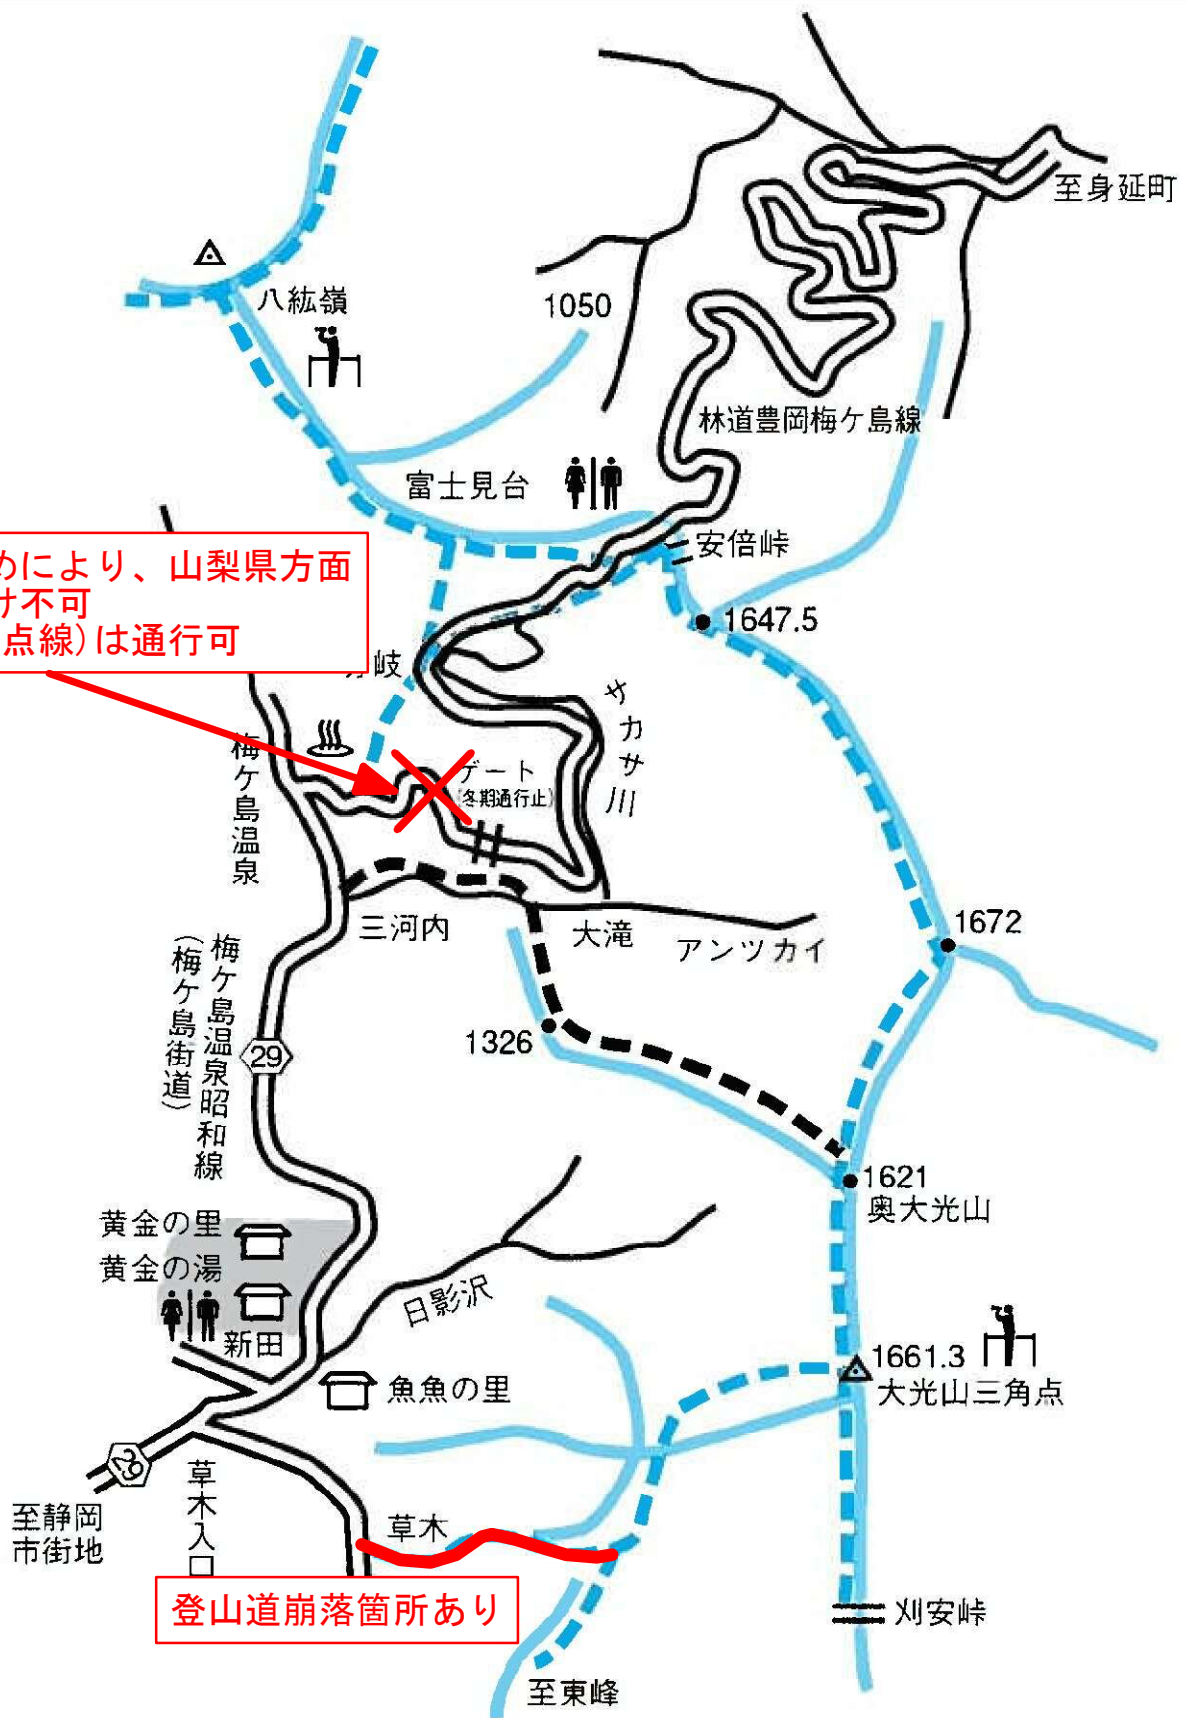 至身延町
八紘嶺
1050
林道豊岡梅ケ島線
富士見台
安倍峠
めにより、山梨県方面
け不可
点線)は通行可
1647.5
岐
サカサ川
梅ケ島温泉
ゲート
(冬期通行止)
三河内
大滝
アンツカイ
1672
梅ケ島温泉昭和線
(梅ケ島街道)
29
1326
1621
奥大光山
黄金の里
黄金の湯
新田
日影沢
1661.3
大光山三角点
魚魚の里
29
草木入口
至静岡
市街地
草木
登山道崩落箇所あり
刈安峠
至東峰